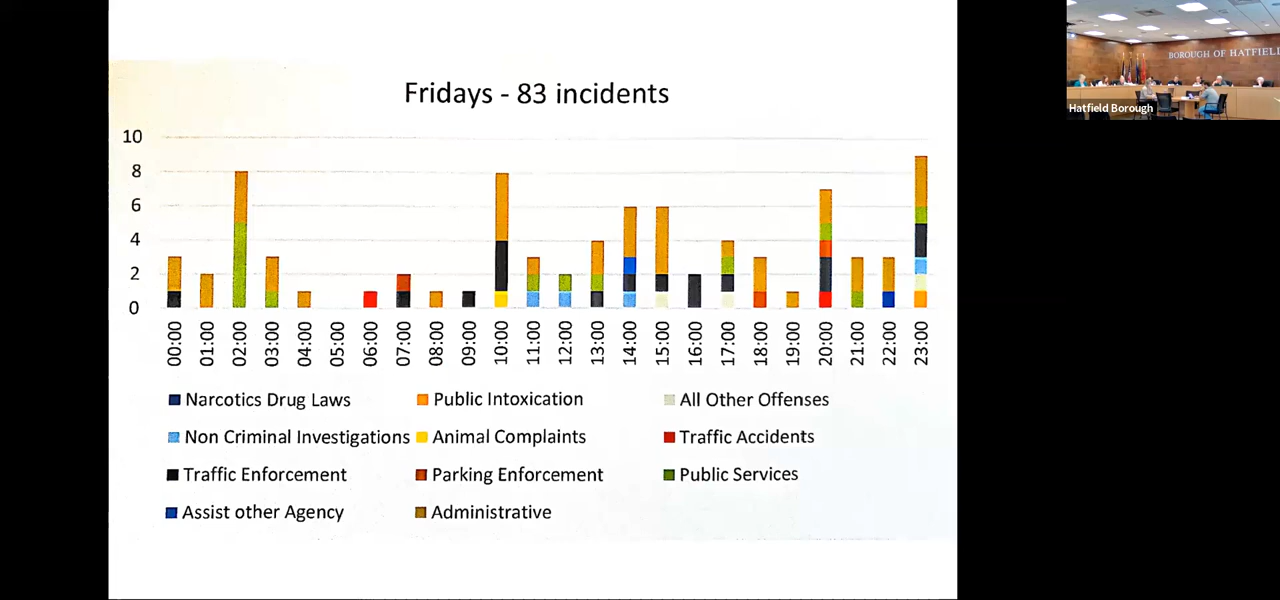 Fridays - 83 incidents
10
8
6
4
2
0
00:00 01:00 02:00 03:00 04:00 05:00 06:00 07:00 08:00 09:00 10:00 11:00 12:00 13:00 14:00 15:00 16:00 17:00 18:00 19:00 20:00 21:00 22:00 23:00
Narcotics Drug Laws Public Intoxication All Other Offenses
Non Criminal Investigations Animal Complaints Traffic Accidents
Traffic Enforcement Parking Enforcement Public Services
Assist other Agency Administrative
BOROUGH OF HATFIELD
Hatfield Borough